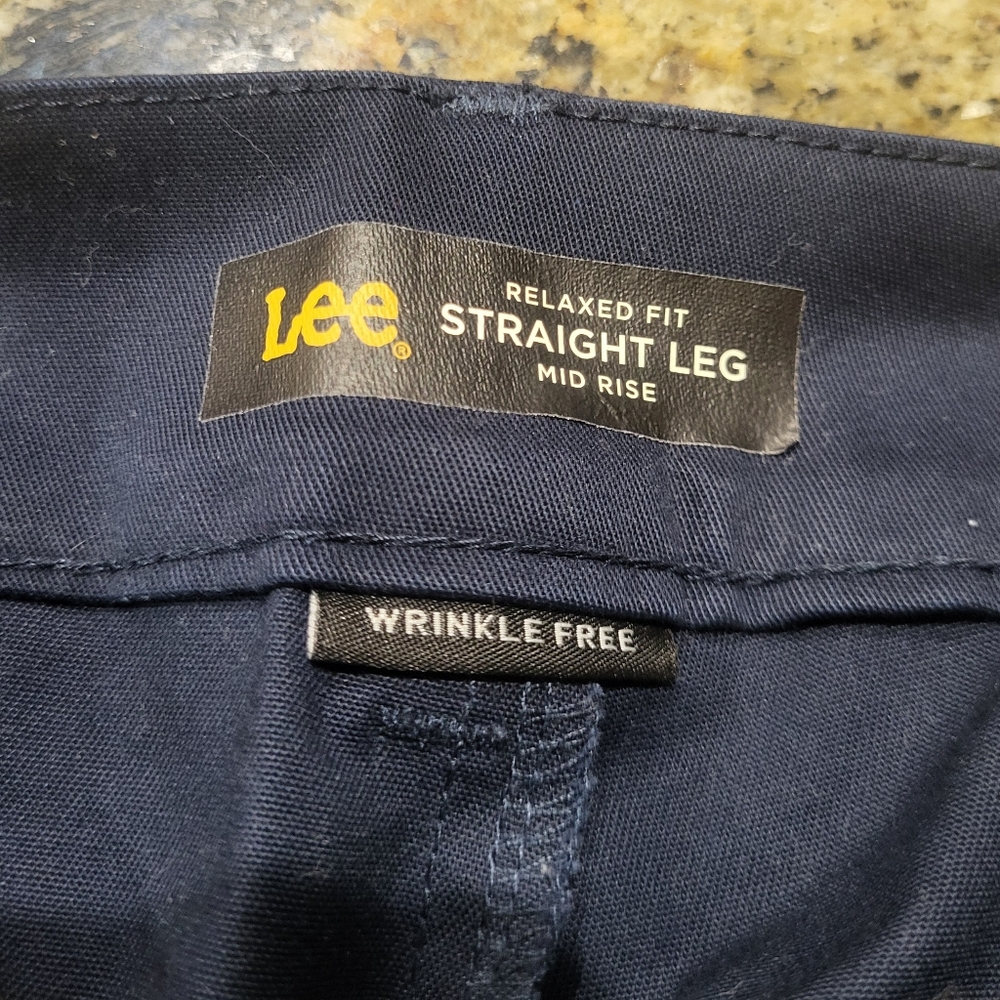 Lee®
RELAXED FIT
STRAIGHT LEG
MID RISE
WRINKLE FREE